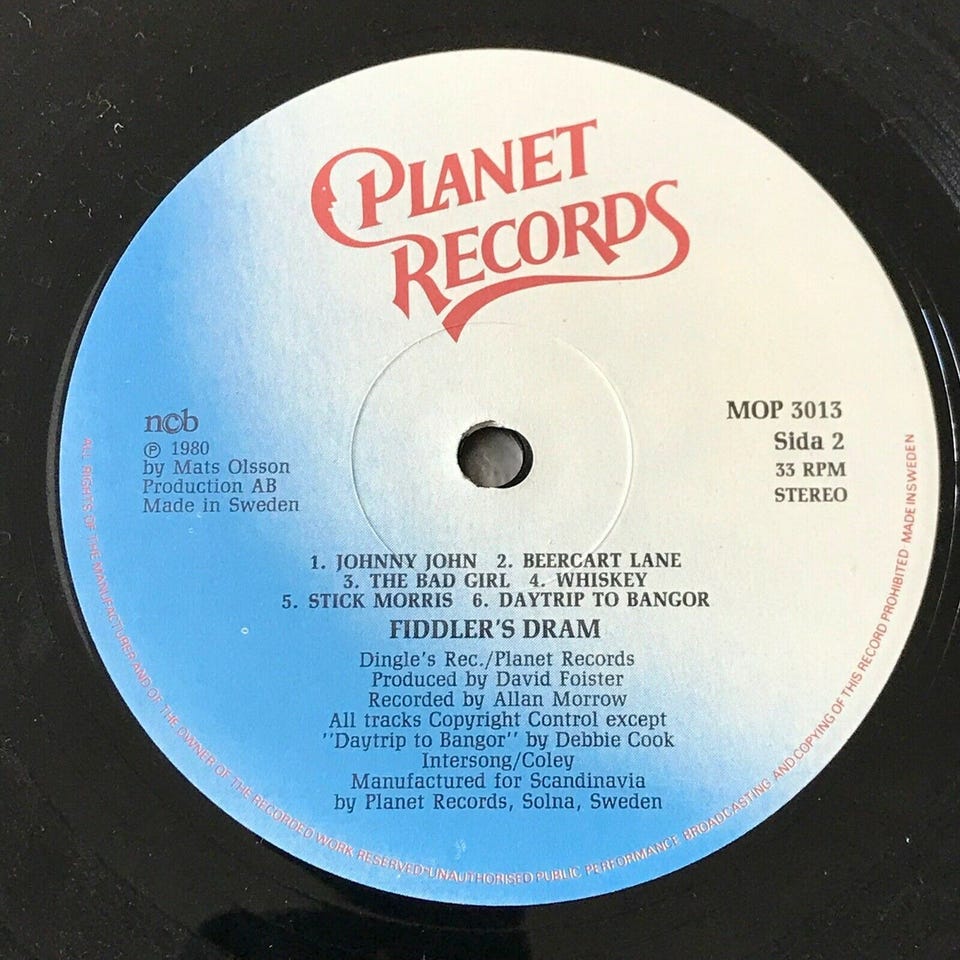 PLANET
RECORDS
ncb
℗ 1980
by Mats Olsson
Production AB
Made in Sweden
MOP 3013
Sida 2
33 RPM
STEREO
1. JOHNNY JOHN 2. BEERCART LANE
3. THE BAD GIRL 4. WHISKEY
5. STICK MORRIS 6. DAYTRIP TO BANGOR
FIDDLER'S DRAM
Dingle's Rec./Planet Records
Produced by David Foister
Recorded by Allan Morrow
All tracks Copyright Control except
''Daytrip to Bangor'' by Debbie Cook
Intersong/Coley
Manufactured for Scandinavia
by Planet Records, Solna, Sweden
ALL RIGHTS OF THE MANUFACTURER AND OF THE OWNER OF THE RECORDED WORK RESERVED·UNAUTHORISED PUBLIC PERFORMANCE BROADCASTING AND COPYING OF THIS RECORD PROHIBITED MADE IN SWEDEN